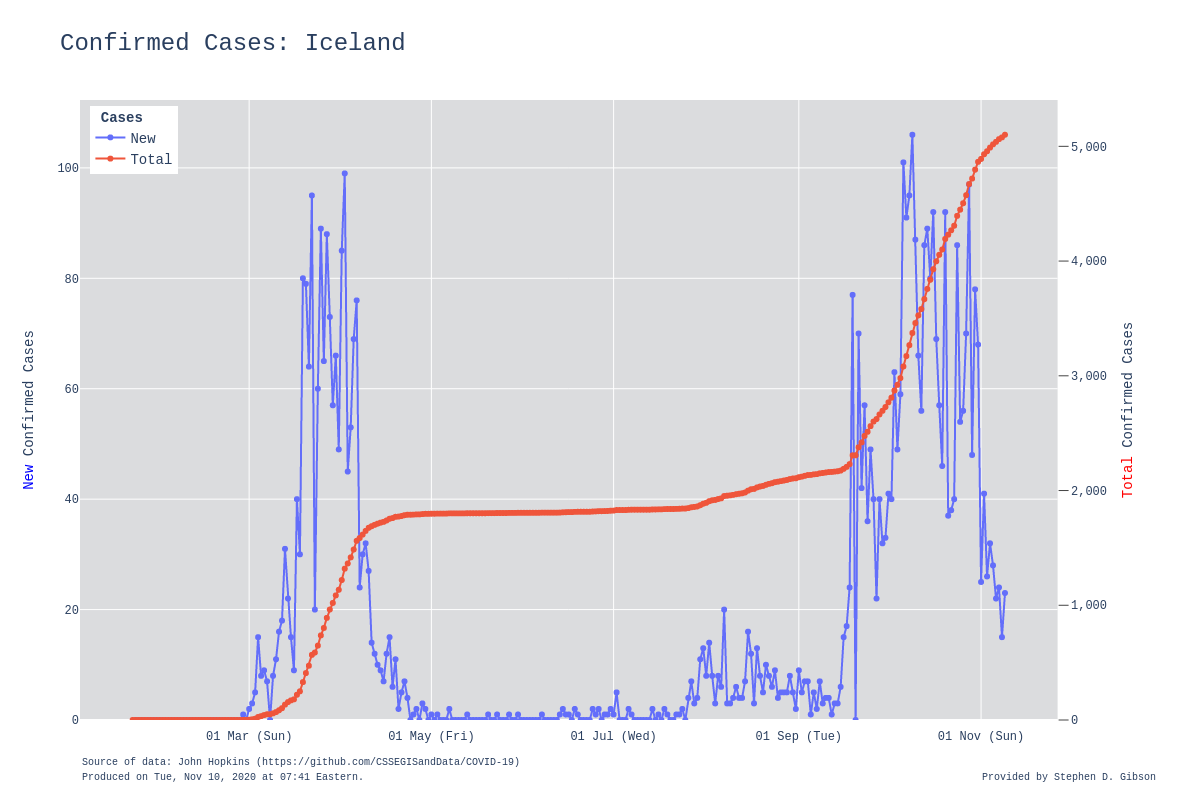 Confirmed Cases: Iceland
Cases
New
Total
100
80
60
40
20
0
5,000
4,000
3,000
2,000
1,000
0
New Confirmed Cases
Total Confirmed Cases
01 Mar (Sun)
01 May (Fri)
01 Jul (Wed)
01 Sep (Tue)
01 Nov (Sun)
Source of data: John Hopkins (https://github.com/CSSEGISandData/COVID-19)
Produced on Tue, Nov 10, 2020 at 07:41 Eastern.
Provided by Stephen D. Gibson